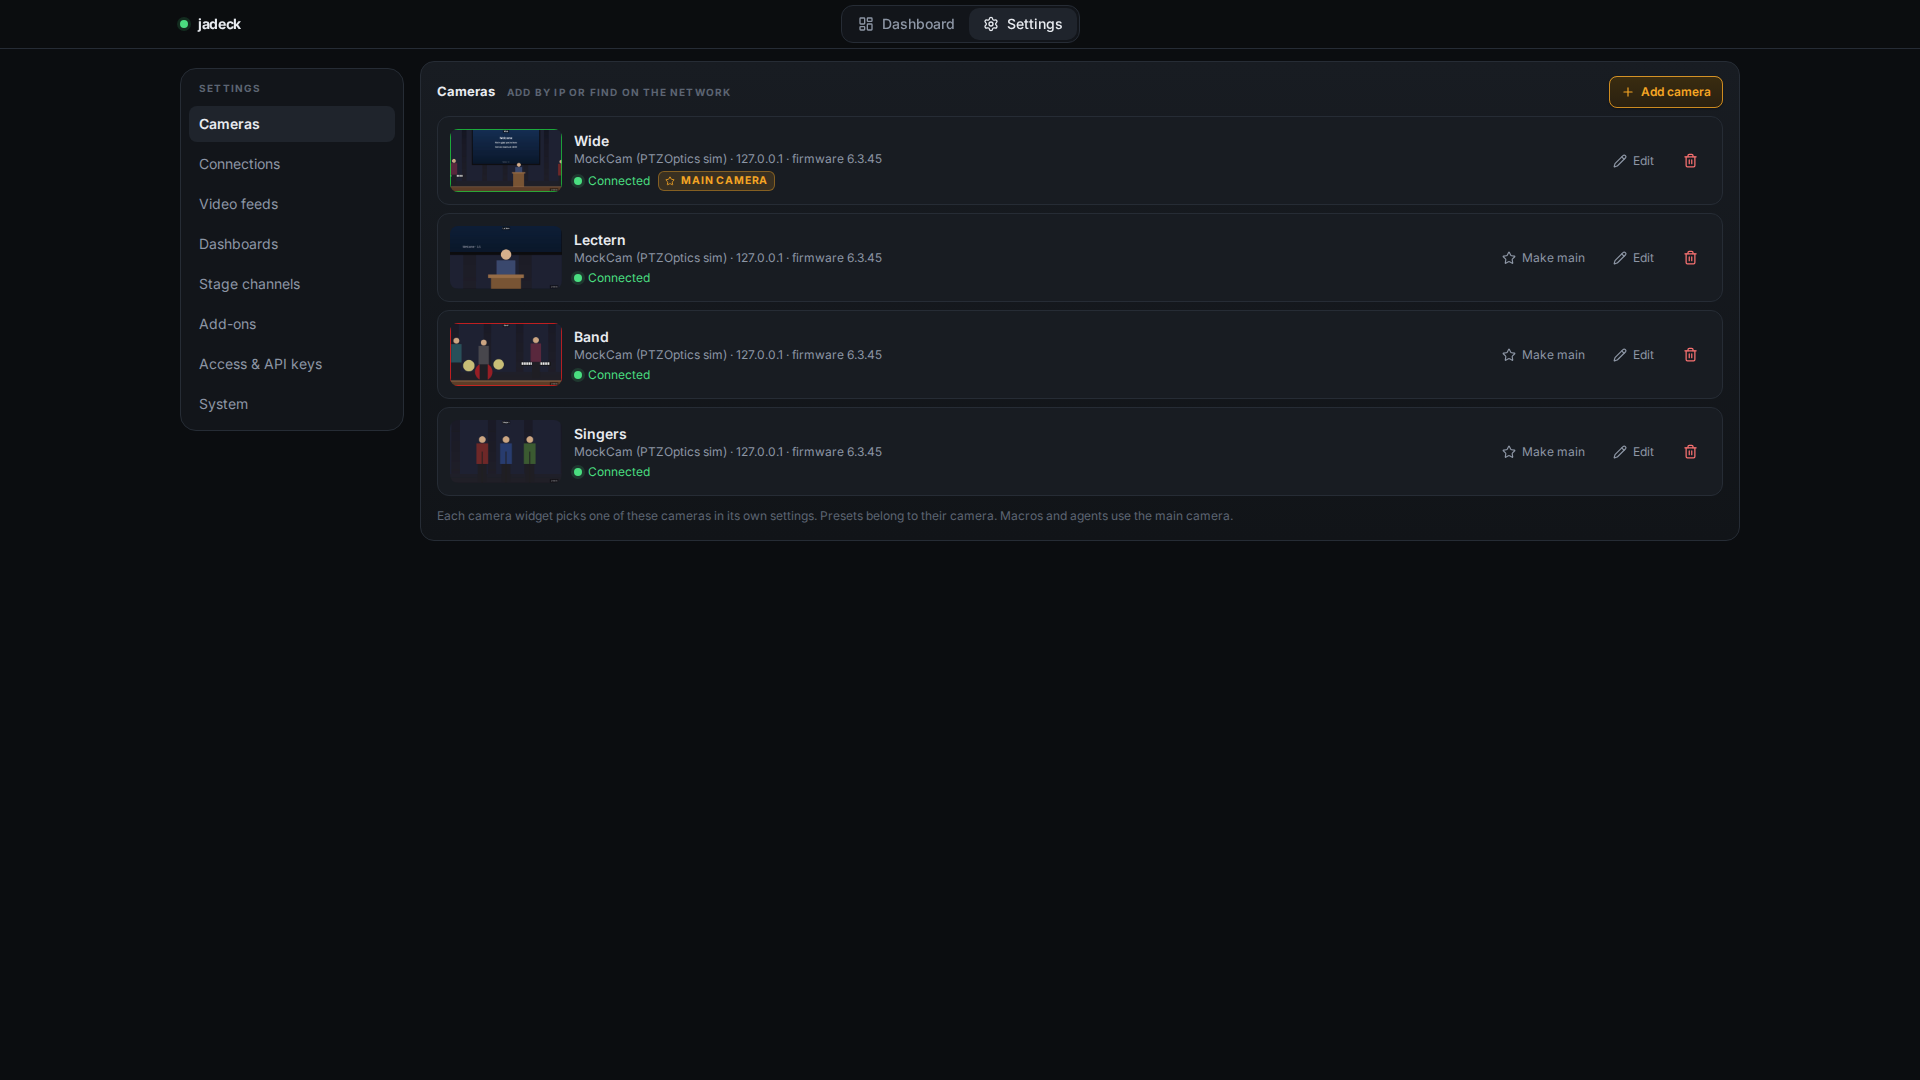 jadeck
Dashboard
Settings
SETTINGS
Cameras
Connections
Video feeds
Dashboards
Stage channels
Add-ons
Access & API keys
System
Cameras ADD BY IP OR FIND ON THE NETWORK
Add camera
Wide
MockCam (PTZOptics sim) · 127.0.0.1 · firmware 6.3.45
Connected MAIN CAMERA
Edit
Lectern
MockCam (PTZOptics sim) · 127.0.0.1 · firmware 6.3.45
Connected
Make main Edit
Band
MockCam (PTZOptics sim) · 127.0.0.1 · firmware 6.3.45
Connected
Make main Edit
Singers
MockCam (PTZOptics sim) · 127.0.0.1 · firmware 6.3.45
Connected
Make main Edit
Each camera widget picks one of these cameras in its own settings. Presets belong to their camera. Macros and agents use the main camera.